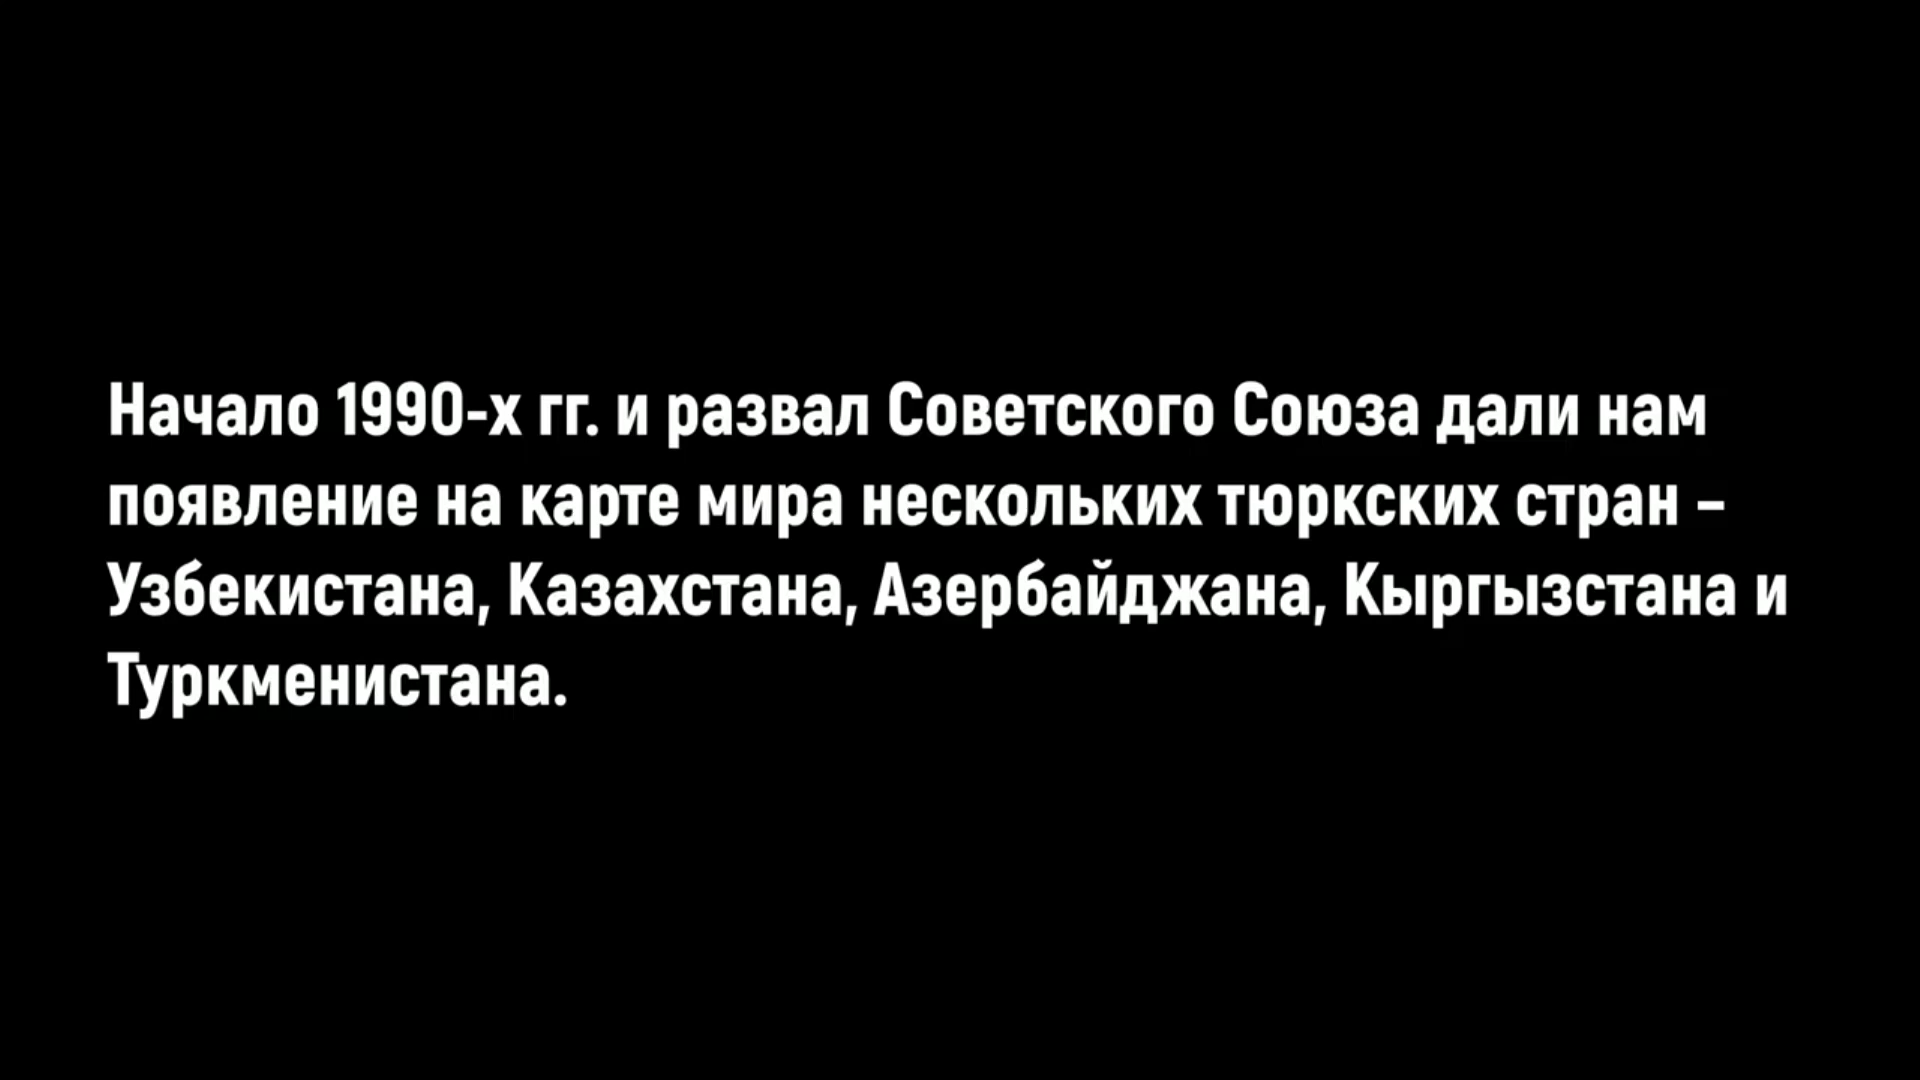 Начало 1990-х гг. и развал Советского Союза дали нам
появление на карте мира нескольких тюркских стран –
Узбекистана, Казахстана, Азербайджана, Кыргызстана и
Туркменистана.